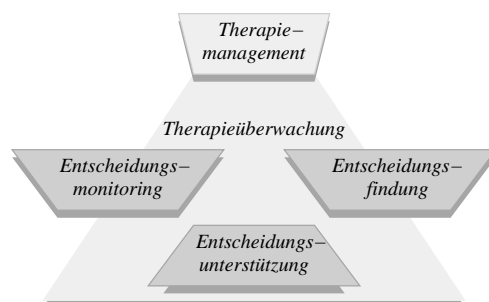 Therapie–
management
Therapieüberwachung
Entscheidungs–
monitoring
Entscheidungs–
findung
Entscheidungs–
unterstützung